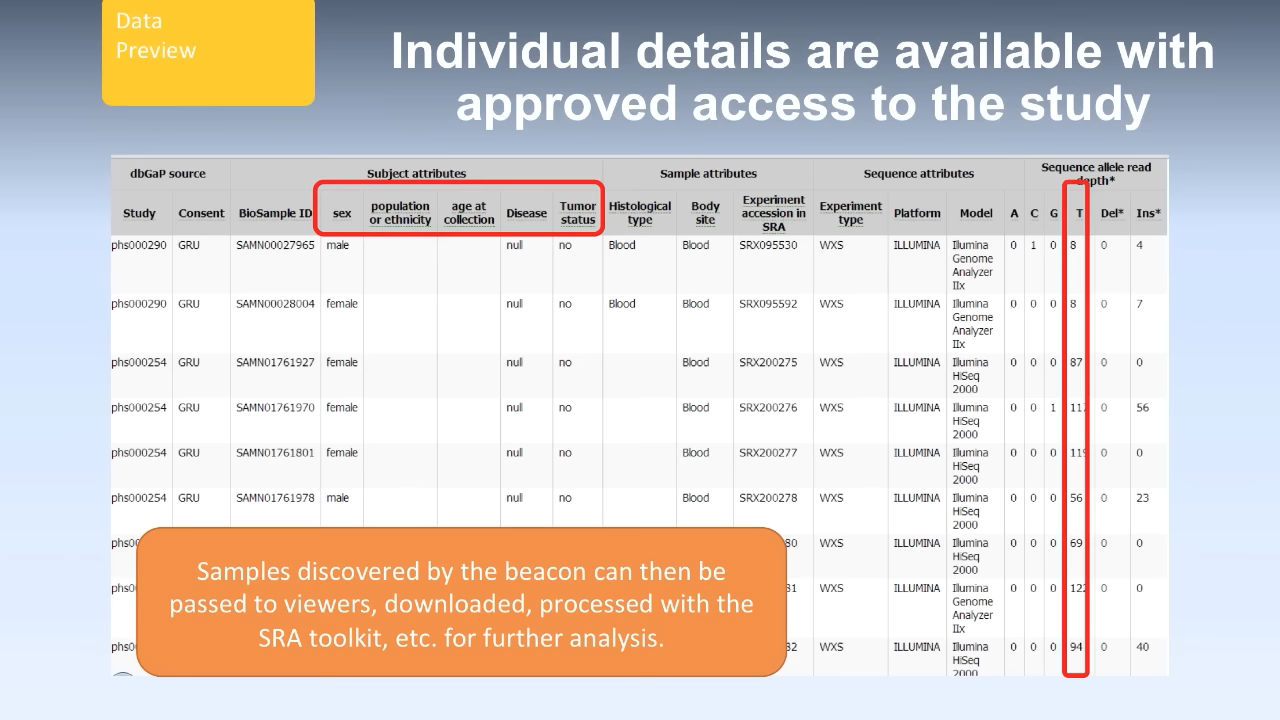 Data
Preview
Individual details are available with
approved access to the study
dbGaP source Subject attributes Sample attributes Sequence attributes Sequence allele read depth*
Study Consent BioSample ID sex population or ethnicity age at collection Disease Tumor status Histological type Body site Experiment accession in SRA Experiment type Platform Model A C G T Del* Ins*
phs000290 GRU SAMN00027965 male null no Blood Blood SRX095530 WXS ILLUMINA Illumina Genome Analyzer IIx 0 1 0 8 0 4
phs000290 GRU SAMN00028004 female null no Blood Blood SRX095592 WXS ILLUMINA Illumina Genome Analyzer IIx 0 0 0 8 0 7
phs000254 GRU SAMN01761927 female null no Blood SRX200275 WXS ILLUMINA Illumina HiSeq 2000 0 0 0 87 0 0
phs000254 GRU SAMN01761970 female null no Blood SRX200276 WXS ILLUMINA Illumina HiSeq 2000 0 0 1 117 0 56
phs000254 GRU SAMN01761801 female null no Blood SRX200277 WXS ILLUMINA Illumina HiSeq 2000 0 0 0 119 0 0
phs000254 GRU SAMN01761978 male null no Blood SRX200278 WXS ILLUMINA Illumina HiSeq 2000 0 0 0 56 0 23
WXS ILLUMINA Illumina HiSeq 2000 0 0 0 69 0 0
WXS ILLUMINA Illumina Genome Analyzer IIx 0 0 0 122 0 0
WXS ILLUMINA Illumina HiSeq 2000 0 0 0 94 0 40
Samples discovered by the beacon can then be
passed to viewers, downloaded, processed with the
SRA toolkit, etc. for further analysis.